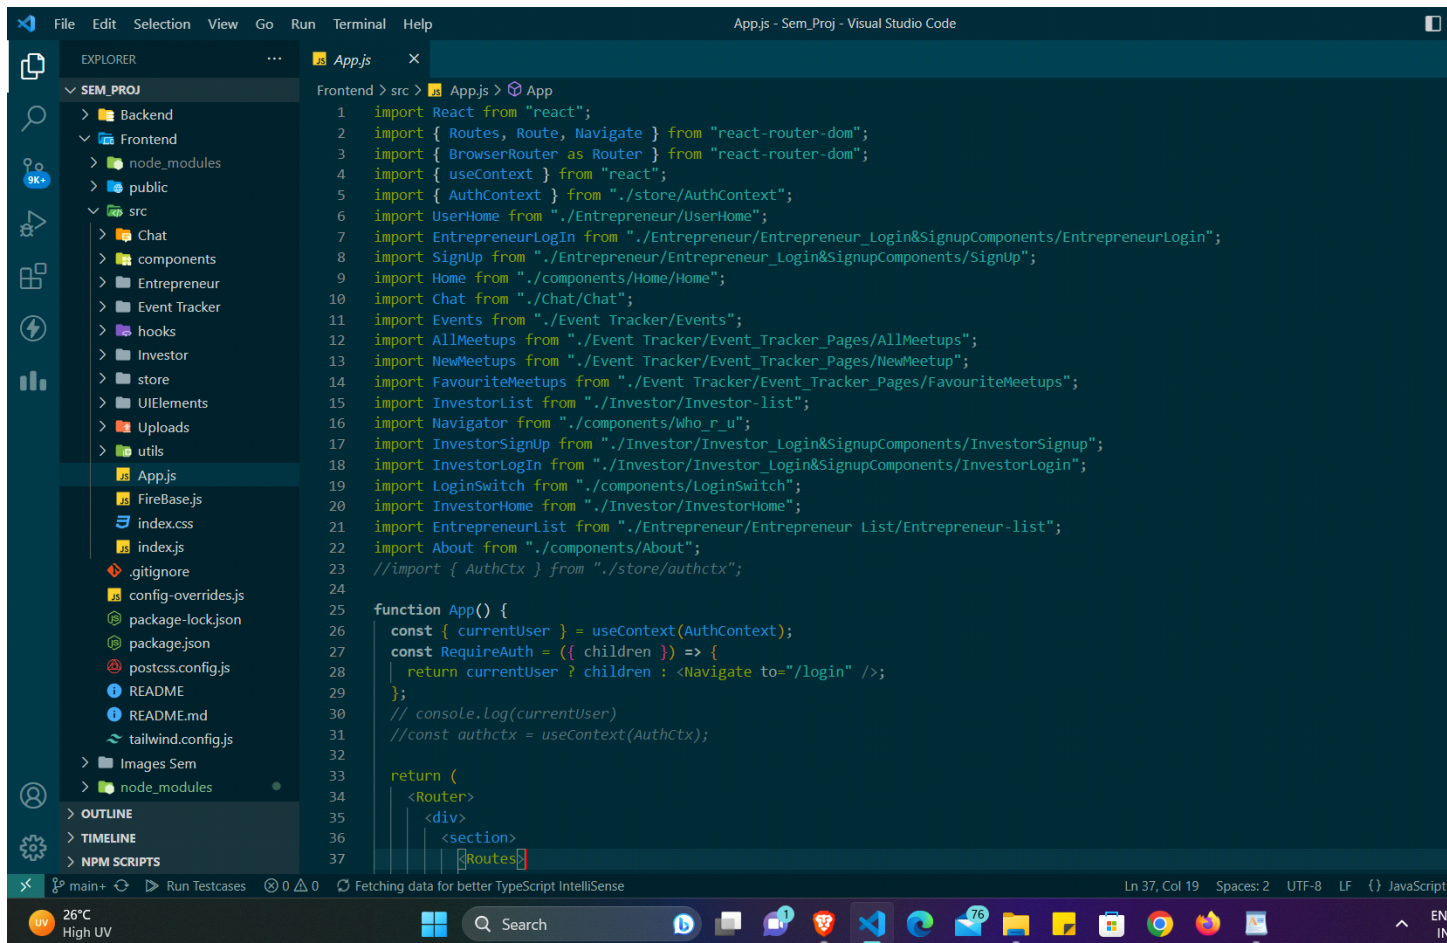 File Edit Selection View Go Run Terminal Help
App.js - Sem_Proj - Visual Studio Code
EXPLORER ...
SEM_PROJ
Backend
Frontend
node_modules
public
src
Chat
components
Entrepreneur
Event Tracker
hooks
Investor
store
UIElements
Uploads
utils
App.js
FireBase.js
index.css
index.js
.gitignore
config-overrides.js
package-lock.json
package.json
postcss.config.js
README
README.md
tailwind.config.js
Images Sem
node_modules
OUTLINE
TIMELINE
NPM SCRIPTS
9K+
JS App.js
Frontend > src > JS App.js > App
1 import React from "react";
2 import { Routes, Route, Navigate } from "react-router-dom";
3 import { BrowserRouter as Router } from "react-router-dom";
4 import { useContext } from "react";
5 import { AuthContext } from "./store/AuthContext";
6 import UserHome from "./Entrepreneur/UserHome";
7 import EntrepreneurLogIn from "./Entrepreneur/Entrepreneur_Login&SignupComponents/EntrepreneurLogin";
8 import SignUp from "./Entrepreneur/Entrepreneur_Login&SignupComponents/SignUp";
9 import Home from "./components/Home/Home";
10 import Chat from "./Chat/Chat";
11 import Events from "./Event Tracker/Events";
12 import AllMeetups from "./Event Tracker/Event_Tracker_Pages/AllMeetups";
13 import NewMeetups from "./Event Tracker/Event_Tracker_Pages/NewMeetup";
14 import FavouriteMeetups from "./Event Tracker/Event_Tracker_Pages/FavouriteMeetups";
15 import InvestorList from "./Investor/Investor-list";
16 import Navigator from "./components/Who_r_u";
17 import InvestorSignUp from "./Investor/Investor_Login&SignupComponents/InvestorSignup";
18 import InvestorLogIn from "./Investor/Investor_Login&SignupComponents/InvestorLogin";
19 import LoginSwitch from "./components/LoginSwitch";
20 import InvestorHome from "./Investor/InvestorHome";
21 import EntrepreneurList from "./Entrepreneur/Entrepreneur List/Entrepreneur-list";
22 import About from "./components/About";
23 //import { AuthCtx } from "./store/authctx";
24
25 function App() {
26 const { currentUser } = useContext(AuthContext);
27 const RequireAuth = ({ children }) => {
28 return currentUser ? children : <Navigate to="/login" />;
29 };
30 // console.log(currentUser)
31 //const authctx = useContext(AuthCtx);
32
33 return (
34 <Router>
35 <div>
36 <section>
37 <Routes>
main+ Run Testcases 0 0 Fetching data for better TypeScript IntelliSense
Ln 37, Col 19 Spaces: 2 UTF-8 LF {} JavaScript
UV 26°C
High UV
Search
1
76
EN
IN